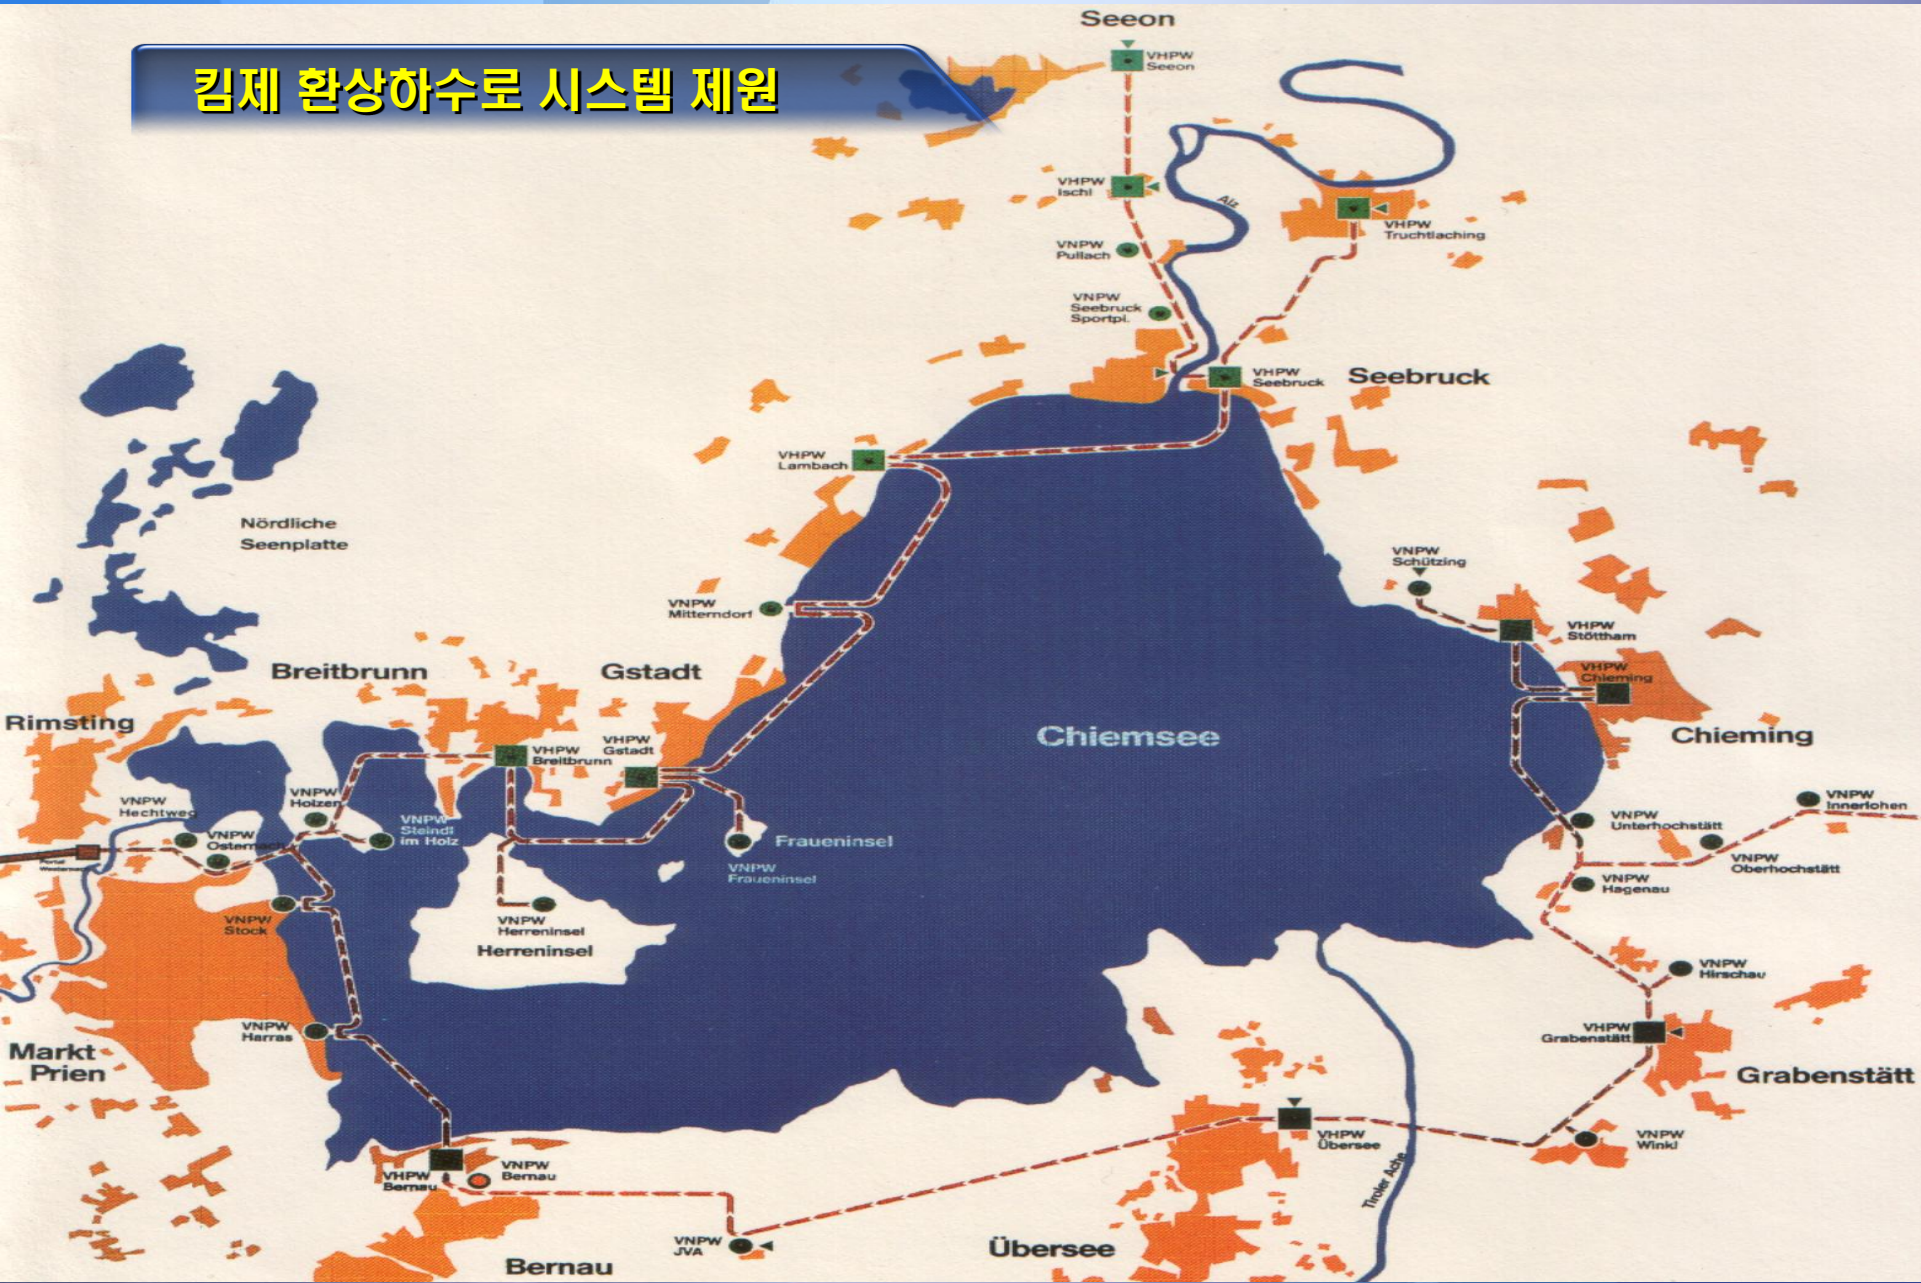 킴제 환상하수로 시스템 제원
Seeon
VHPW
Seeon
VHPW
Ischl
Alz
VHPW
Truchtlaching
VNPW
Pullach
VNPW
Seebruck
Sportpl.
VHPW
Seebruck
Seebruck
VHPW
Lambach
Nördliche
Seenplatte
VNPW
Schützing
VNPW
Mitterndorf
VHPW
Stöttham
VHPW
Chieming
Breitbrunn
Gstadt
Rimsting
Chiemsee
Chieming
VHPW
Gstadt
VHPW
Breitbrunn
VNPW
Holzen
VNPW
Hechtweg
VNPW
Steindl
im Holz
VNPW
Osternach
VNPW
Innerlohen
VNPW
Unterhochstätt
Fraueninsel
VNPW
Fraueninsel
VNPW
Oberhochstätt
VNPW
Hagenau
Portal
VNPW
Stock
VNPW
Herreninsel
Herreninsel
VNPW
Hirschau
VNPW
Harras
VHPW
Grabenstätt
Markt
Prien
Grabenstätt
VHPW
Übersee
VNPW
Winkl
VHPW
Bernau
VNPW
Bernau
Tiroler Ache
VNPW
JVA
Übersee
Bernau